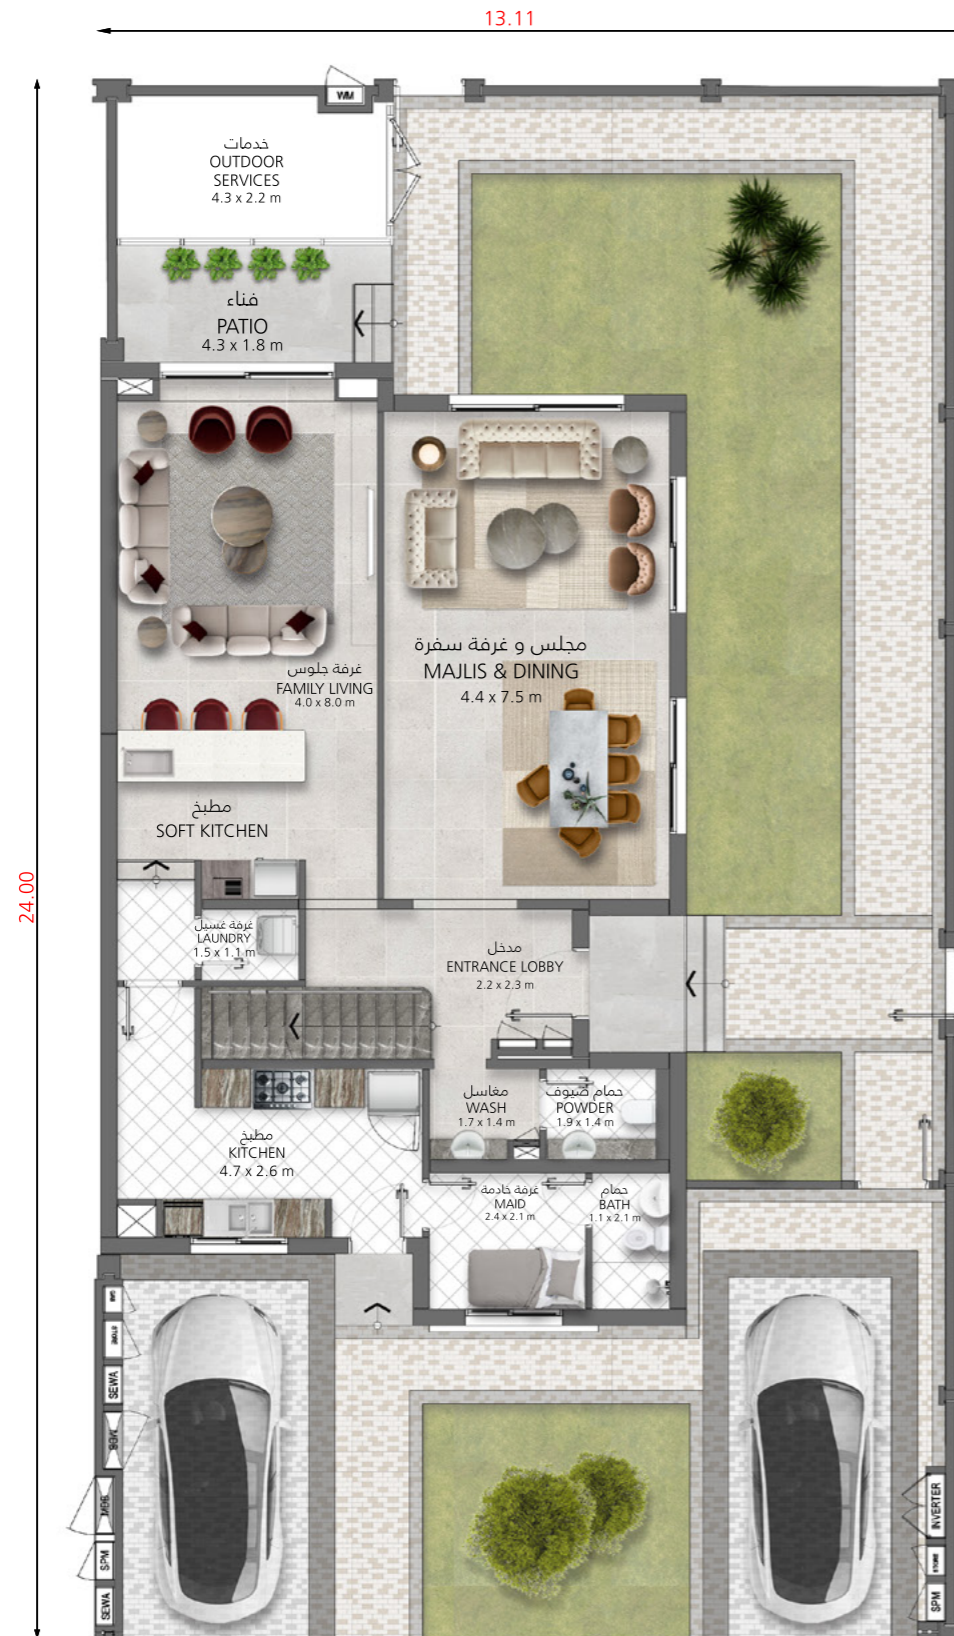 13.11
24.00
WM
خدمات
OUTDOOR
SERVICES
4.3 x 2.2 m
فناء
PATIO
4.3 x 1.8 m
غرفة جلوس
FAMILY LIVING
4.0 x 8.0 m
مجلس و غرفة سفرة
MAJLIS & DINING
4.4 x 7.5 m
مطبخ
SOFT KITCHEN
غرفة غسيل
LAUNDRY
1.5 x 1.1 m
مدخل
ENTRANCE LOBBY
2.2 x 2.3 m
مغاسل
WASH
1.7 x 1.4 m
حمام ضيوف
POWDER
1.9 x 1.4 m
مطبخ
KITCHEN
4.7 x 2.6 m
غرفة خادمة
MAID
2.4 x 2.1 m
حمام
BATH
1.1 x 2.1 m
STORE
SEWA
MDB
MDB
SPM
SEWA
INVERTER
STORE
SPM